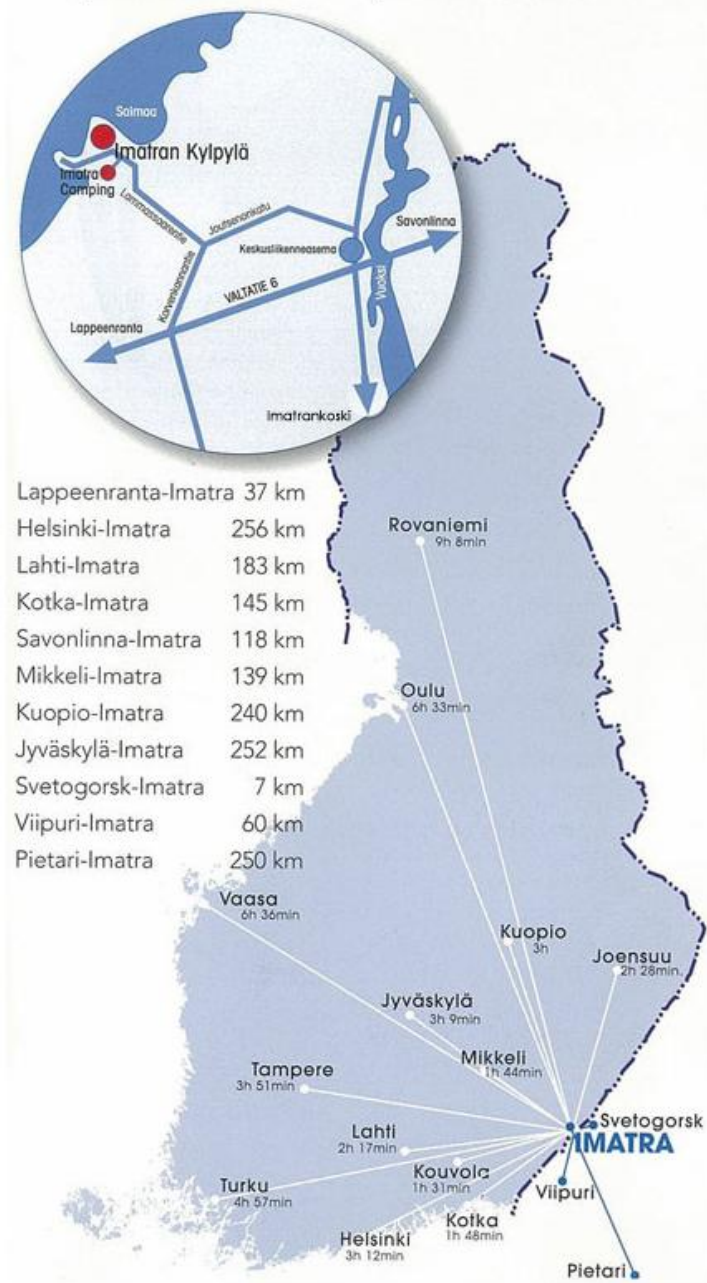 Saimaa
Imatran Kylpylä
Imatra
Camping
Lammassaarentie
Joutsenonkatu
Korvenkannantie
Keskusliikenneasema
Savonlinna
VALTATIE 6
Vuoksi
Lappeenranta
Imatrankoski
Lappeenranta-Imatra 37 km
Helsinki-Imatra 256 km
Lahti-Imatra 183 km
Kotka-Imatra 145 km
Savonlinna-Imatra 118 km
Mikkeli-Imatra 139 km
Kuopio-Imatra 240 km
Jyväskylä-Imatra 252 km
Svetogorsk-Imatra 7 km
Viipuri-Imatra 60 km
Pietari-Imatra 250 km
Rovaniemi
9h 8min
Oulu
6h 33min
Vaasa
6h 36min
Kuopio
3h
Joensuu
2h 28min.
Jyväskylä
3h 9min
Mikkeli
1h 44min
Tampere
3h 51min
Svetogorsk
IMATRA
Lahti
2h 17min
Kouvola
1h 31min
Viipuri
Turku
4h 57min
Kotka
1h 48min
Helsinki
3h 12min
Pietari